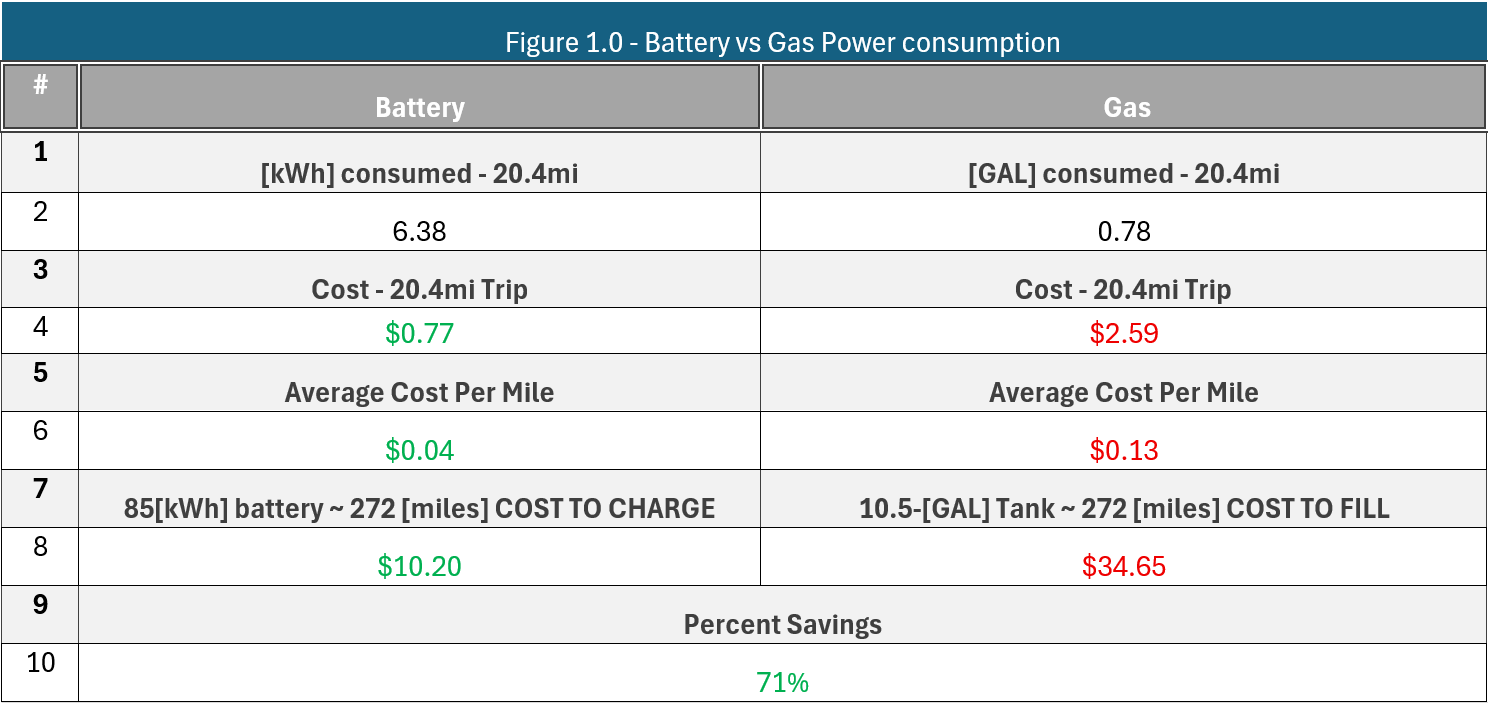 Figure 1.0 - Battery vs Gas Power consumption
# Battery Gas
1 [kWh] consumed - 20.4mi [GAL] consumed - 20.4mi
2 6.38 0.78
3 Cost - 20.4mi Trip Cost - 20.4mi Trip
4 $0.77 $2.59
5 Average Cost Per Mile Average Cost Per Mile
6 $0.04 $0.13
7 85[kWh] battery ~ 272 [miles] COST TO CHARGE 10.5-[GAL] Tank ~ 272 [miles] COST TO FILL
8 $10.20 $34.65
9 Percent Savings
10 71%